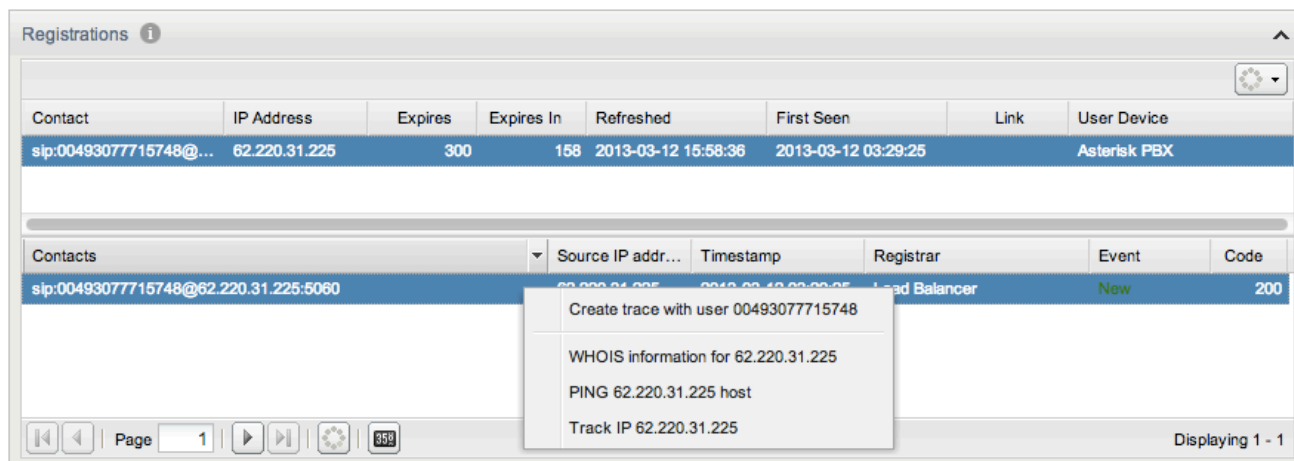 Registrations
Contact IP Address Expires Expires In Refreshed First Seen Link User Device
sip:00493077715748@... 62.220.31.225 300 158 2013-03-12 15:58:36 2013-03-12 03:29:25 Asterisk PBX
Contacts Source IP addr... Timestamp Registrar Event Code
sip:00493077715748@62.220.31.225:5060 Balancer New 200
Create trace with user 00493077715748
WHOIS information for 62.220.31.225
PING 62.220.31.225 host
Track IP 62.220.31.225
Page 1 358 Displaying 1 - 1